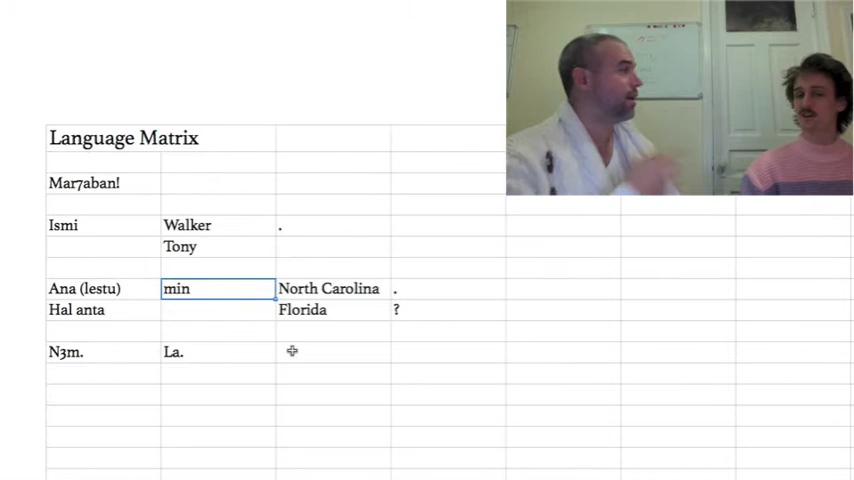 Language Matrix
Mar7aban!
Ismi Walker .
Tony
Ana (lestu) min North Carolina .
Hal anta Florida ?
N3m. La.